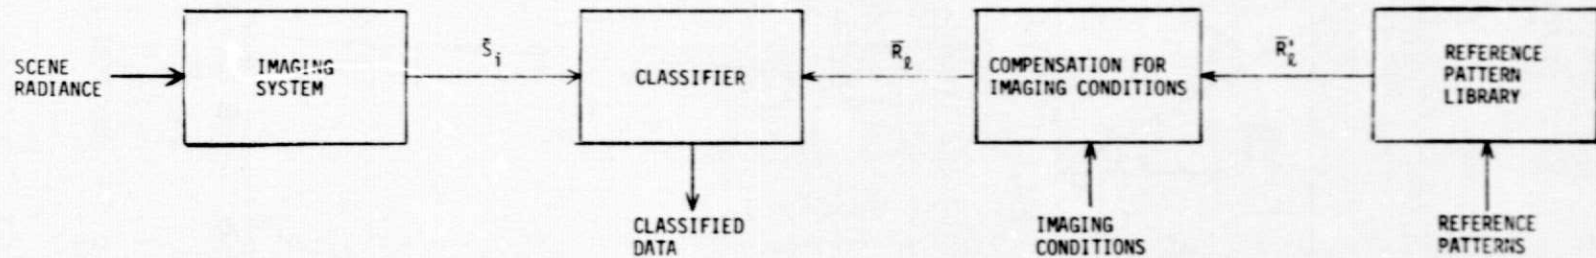 SCENE
RADIANCE
IMAGING
SYSTEM
S̄ᵢ
CLASSIFIER
CLASSIFIED
DATA
R̄ℓ
COMPENSATION FOR
IMAGING CONDITIONS
IMAGING
CONDITIONS
R̄'ℓ
REFERENCE
PATTERN
LIBRARY
REFERENCE
PATTERNS